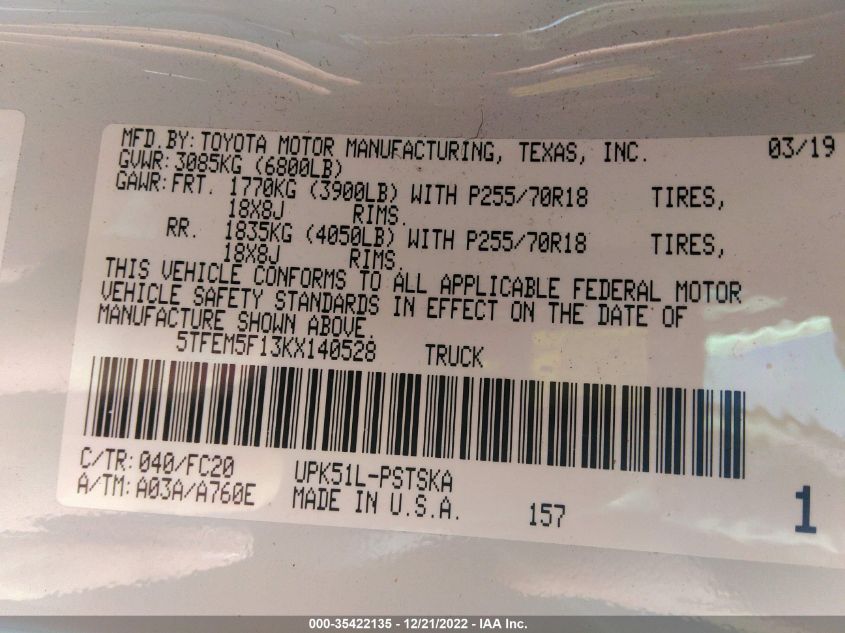 MFD.BY: TOYOTA MOTOR MANUFACTURING, TEXAS, INC. 03/19
GVWR: 3085KG (6800LB)
GAWR: FRT. 1770KG (3900LB) WITH P255/70R18 TIRES,
18X8J RIMS.
RR. 1835KG (4050LB) WITH P255/70R18 TIRES,
18X8J RIMS.
THIS VEHICLE CONFORMS TO ALL APPLICABLE FEDERAL MOTOR
VEHICLE SAFETY STANDARDS IN EFFECT ON THE DATE OF
MANUFACTURE SHOWN ABOVE.
5TFEM5F13KX140528 TRUCK
C/TR: 040/FC20 UPK51L-PSTSKA
A/TM: A03A/A760E MADE IN U.S.A. 157 1
000-35422135 - 12/21/2022 - IAA Inc.